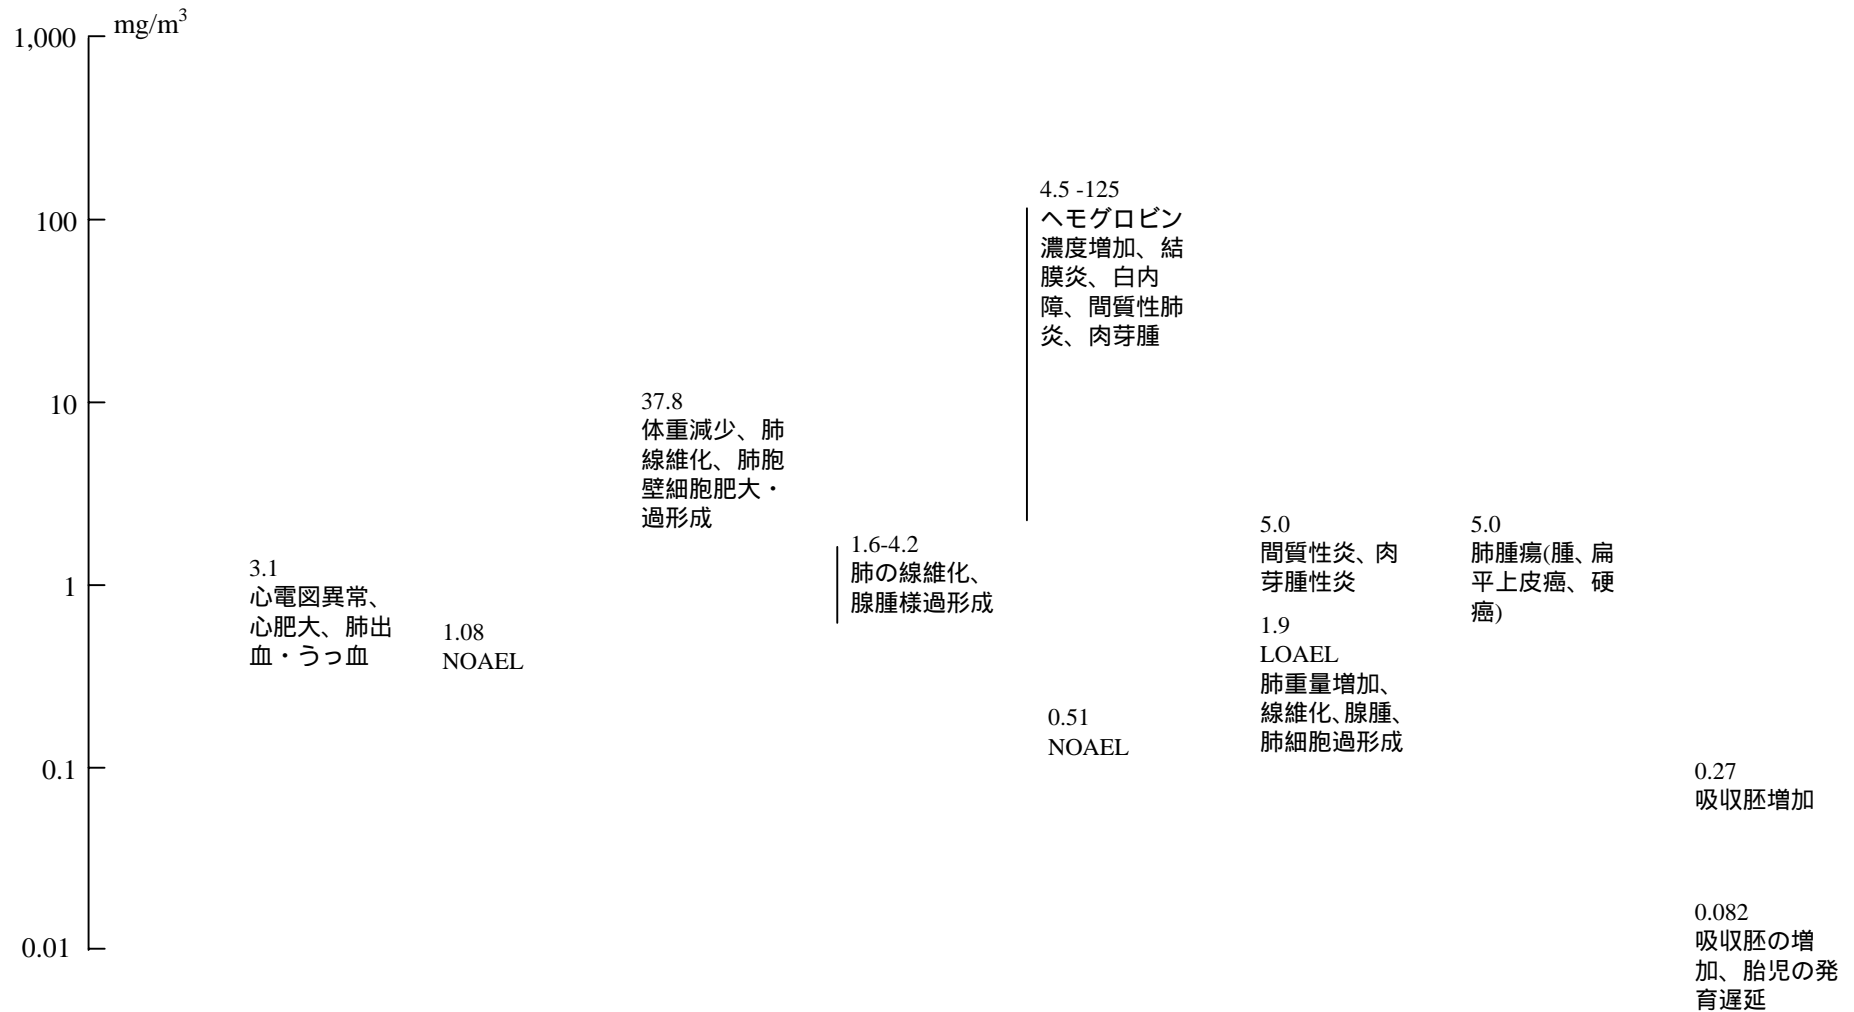 mg/m³
1,000
100
10
1
0.1
0.01
3.1
心電図異常、
心肥大、肺出
血・うっ血
1.08
NOAEL
37.8
体重減少、肺
線維化、肺胞
壁細胞肥大・
過形成
1.6-4.2
肺の線維化、
腺腫様過形成
4.5 -125
ヘモグロビン
濃度増加、結
膜炎、白内
障、間質性肺
炎、肉芽腫
0.51
NOAEL
5.0
間質性炎、肉
芽腫性炎
1.9
LOAEL
肺重量増加、
線維化、腺腫、
肺細胞過形成
5.0
肺腫瘍(腫、扁
平上皮癌、硬
癌)
0.27
吸収胚増加
0.082
吸収胚の増
加、胎児の発
育遅延